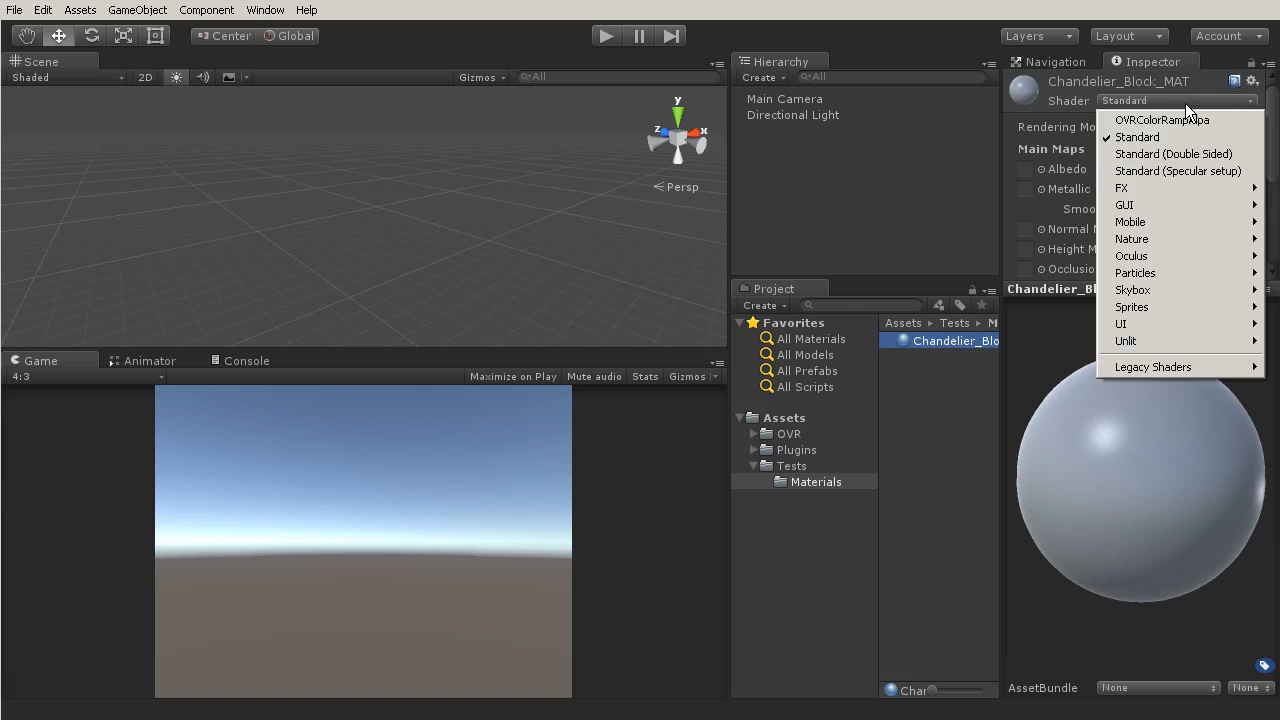 File Edit Assets GameObject Component Window Help
Center Global Layers Layout Account
Scene
Shaded 2D Gizmos All
y
z x
Persp
Game Animator Console
4:3 Maximize on Play Mute audio Stats Gizmos
Hierarchy
Create All
Main Camera
Directional Light
Project
Create
Favorites
All Materials
All Models
All Prefabs
All Scripts
Assets
OVR
Plugins
Tests
Materials
Assets Tests M
Chandelier_Blo
Char
Navigation Inspector
Chandelier_Block_MAT
Shader Standard
Rendering Mo
Main Maps
Albedo
Metallic
Smoo
Normal M
Height M
Occlusio
Chandelier_Bl
Standard
Standard (Double Sided)
Standard (Specular setup)
FX
GUI
Mobile
Nature
Oculus
Particles
Skybox
Sprites
UI
Unlit
Legacy Shaders
AssetBundle None None